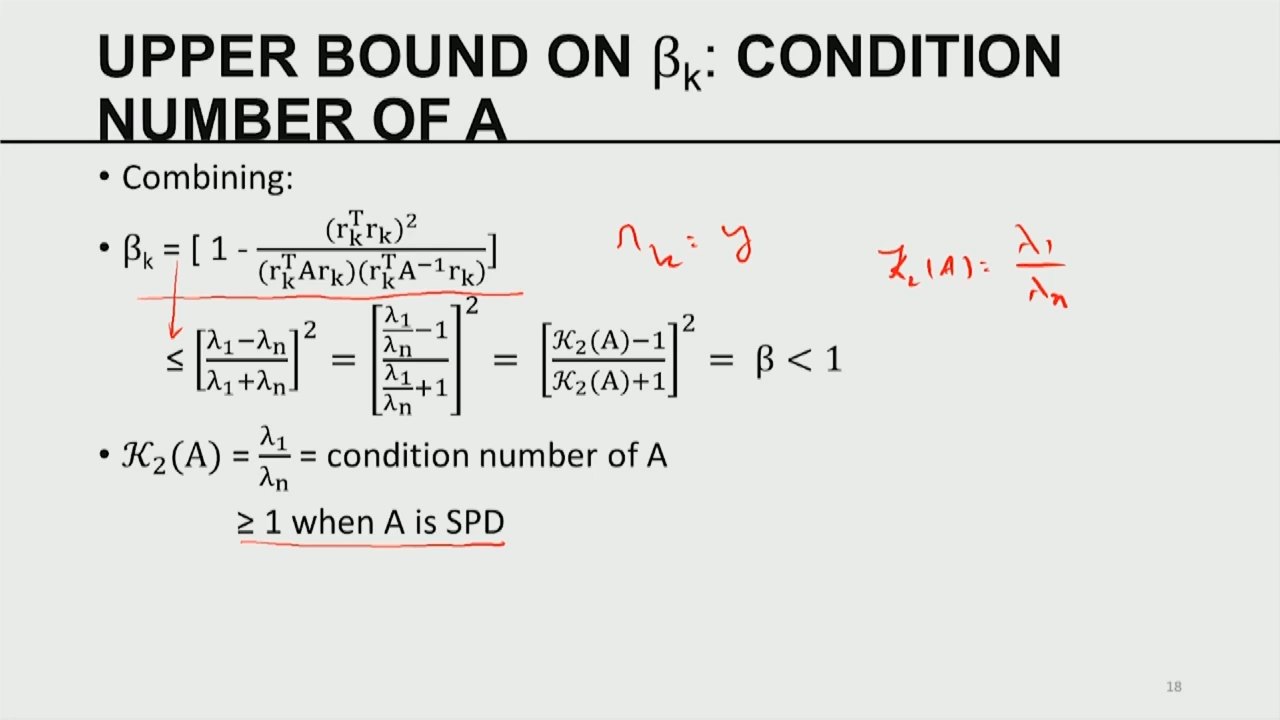 UPPER BOUND ON βₖ: CONDITION
NUMBER OF A
• Combining:
• βₖ = [ 1 - (rₖᵀrₖ)² / (rₖᵀArₖ)(rₖᵀA⁻¹rₖ) ]
rₖ = y
𝒦₂(A) = λ₁ / λₙ
≤ [(λ₁−λₙ) / (λ₁+λₙ)]² = [(λ₁/λₙ −1) / (λ₁/λₙ +1)]² = [(𝒦₂(A)−1) / (𝒦₂(A)+1)]² = β < 1
• 𝒦₂(A) = λ₁/λₙ = condition number of A
≥ 1 when A is SPD
18